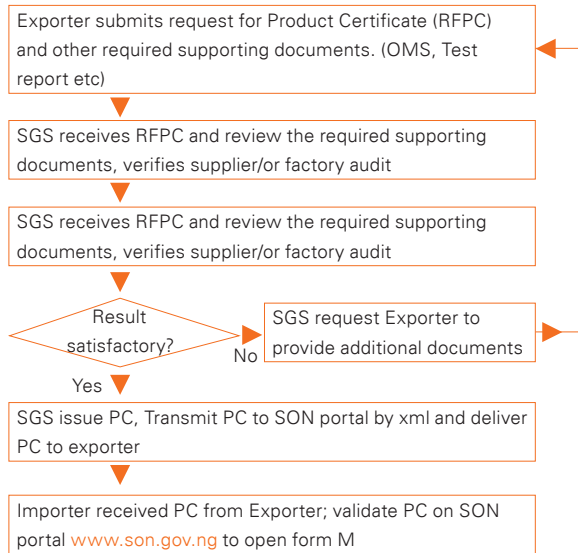 Exporter submits request for Product Certificate (RFPC)
and other required supporting documents. (OMS, Test
report etc)
SGS receives RFPC and review the required supporting
documents, verifies supplier/or factory audit
SGS receives RFPC and review the required supporting
documents, verifies supplier/or factory audit
Result
satisfactory?
No
SGS request Exporter to
provide additional documents
Yes
SGS issue PC, Transmit PC to SON portal by xml and deliver
PC to exporter
Importer received PC from Exporter; validate PC on SON
portal www.son.gov.ng to open form M